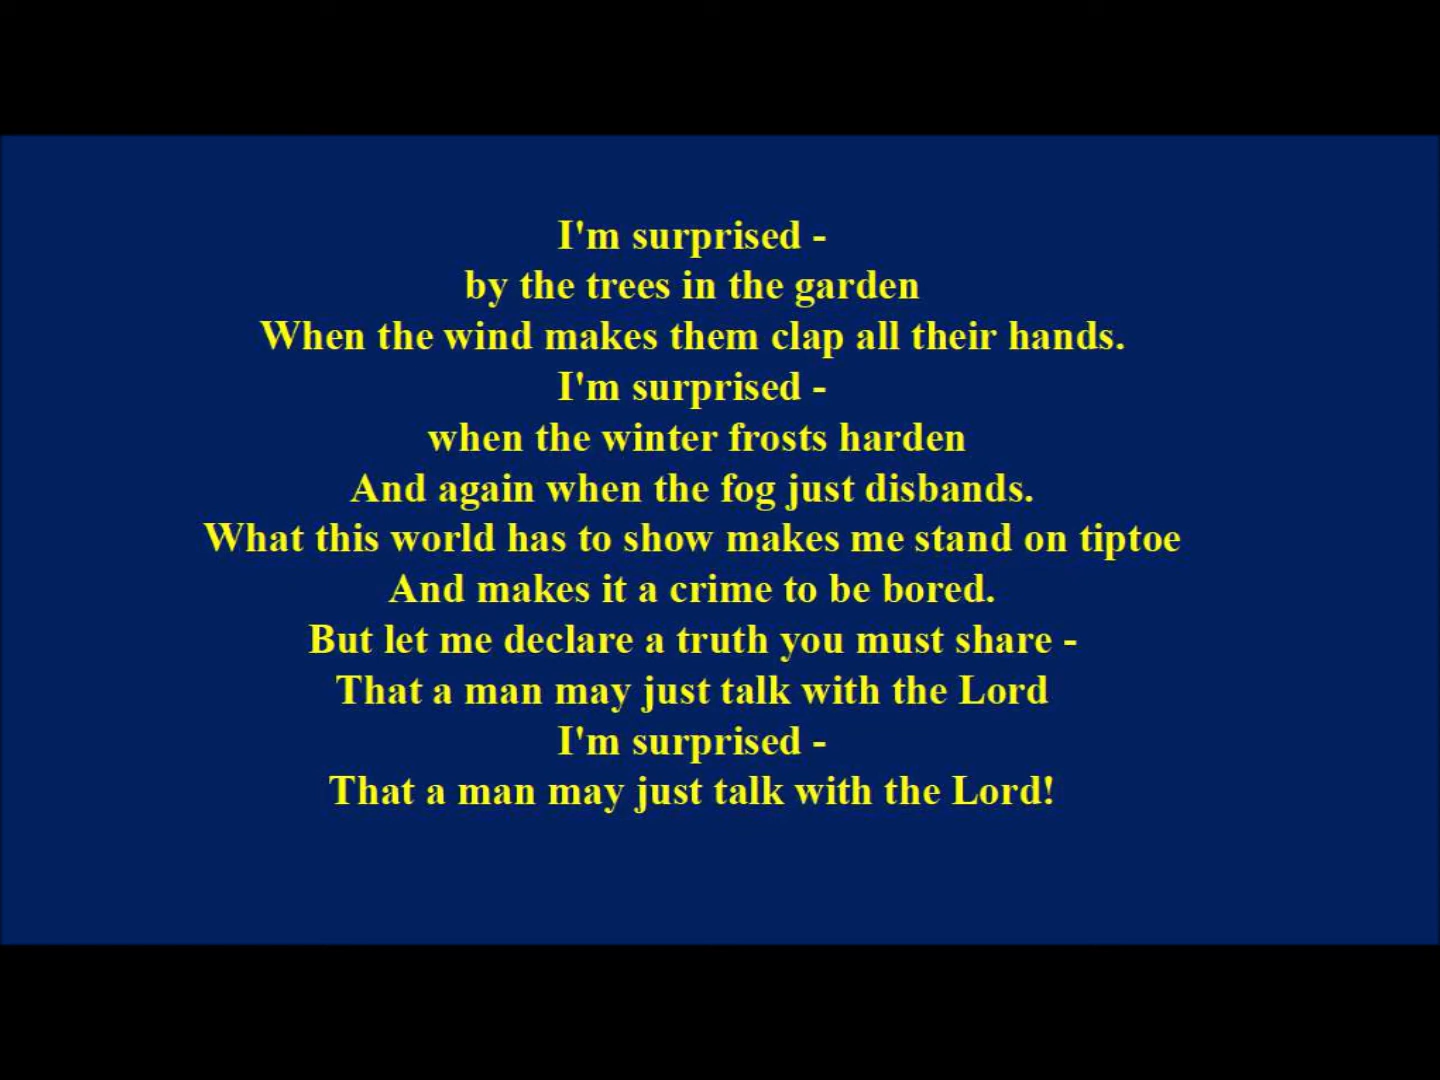 I'm surprised -
by the trees in the garden
When the wind makes them clap all their hands.
I'm surprised -
when the winter frosts harden
And again when the fog just disbands.
What this world has to show makes me stand on tiptoe
And makes it a crime to be bored.
But let me declare a truth you must share -
That a man may just talk with the Lord
I'm surprised -
That a man may just talk with the Lord!